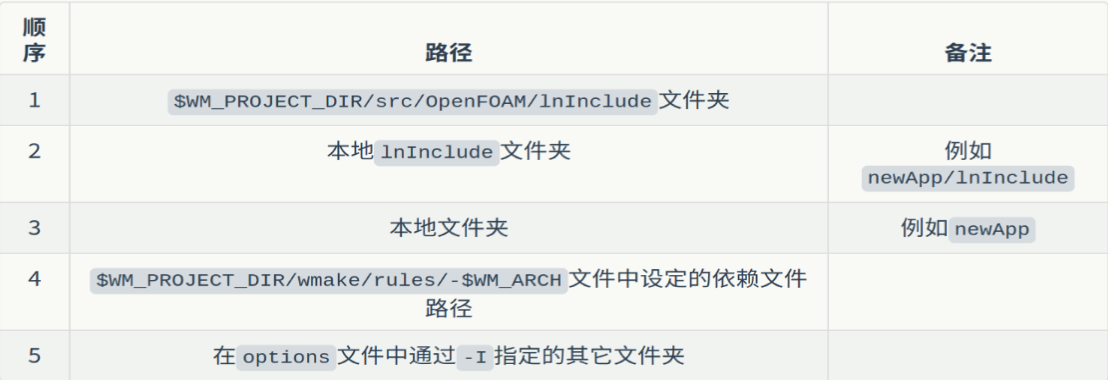 顺
序
路径
备注
1
$WM_PROJECT_DIR/src/OpenFOAM/lnInclude文件夹
2
本地lnInclude文件夹
例如
newApp/lnInclude
3
本地文件夹
例如newApp
4
$WM_PROJECT_DIR/wmake/rules/-$WM_ARCH文件中设定的依赖文件
路径
5
在options文件中通过-I指定的其它文件夹